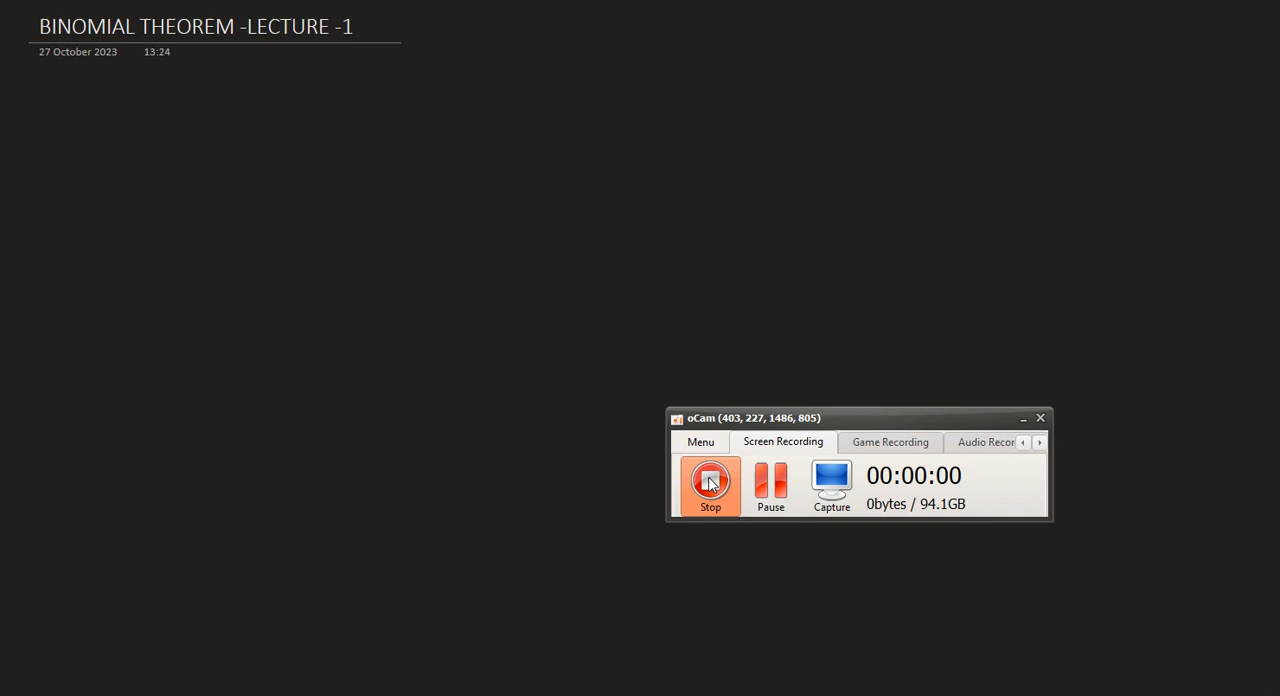 BINOMIAL THEOREM -LECTURE -1
27 October 2023 13:24
oCam (403, 227, 1486, 805)
Menu Screen Recording Game Recording Audio Recor
00:00:00
0bytes / 94.1GB
Stop Pause Capture